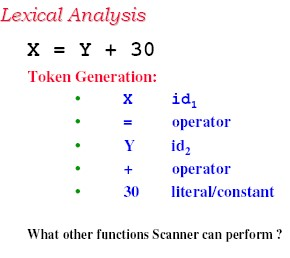 Lexical Analysis
X = Y + 30
Token Generation:
• X id₁
• = operator
• Y id₂
• + operator
• 30 literal/constant
What other functions Scanner can perform ?